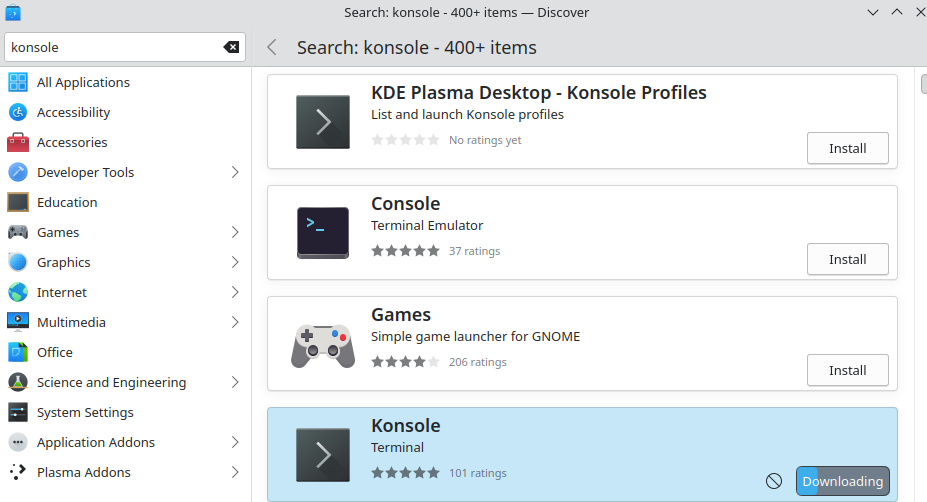 Search: konsole - 400+ items — Discover
konsole
Search: konsole - 400+ items
All Applications
Accessibility
Accessories
Developer Tools
Education
Games
Graphics
Internet
Multimedia
Office
Science and Engineering
System Settings
Application Addons
Plasma Addons
KDE Plasma Desktop - Konsole Profiles
List and launch Konsole profiles
No ratings yet
Install
Console
Terminal Emulator
37 ratings
Install
Games
Simple game launcher for GNOME
206 ratings
Install
Konsole
Terminal
101 ratings
Downloading